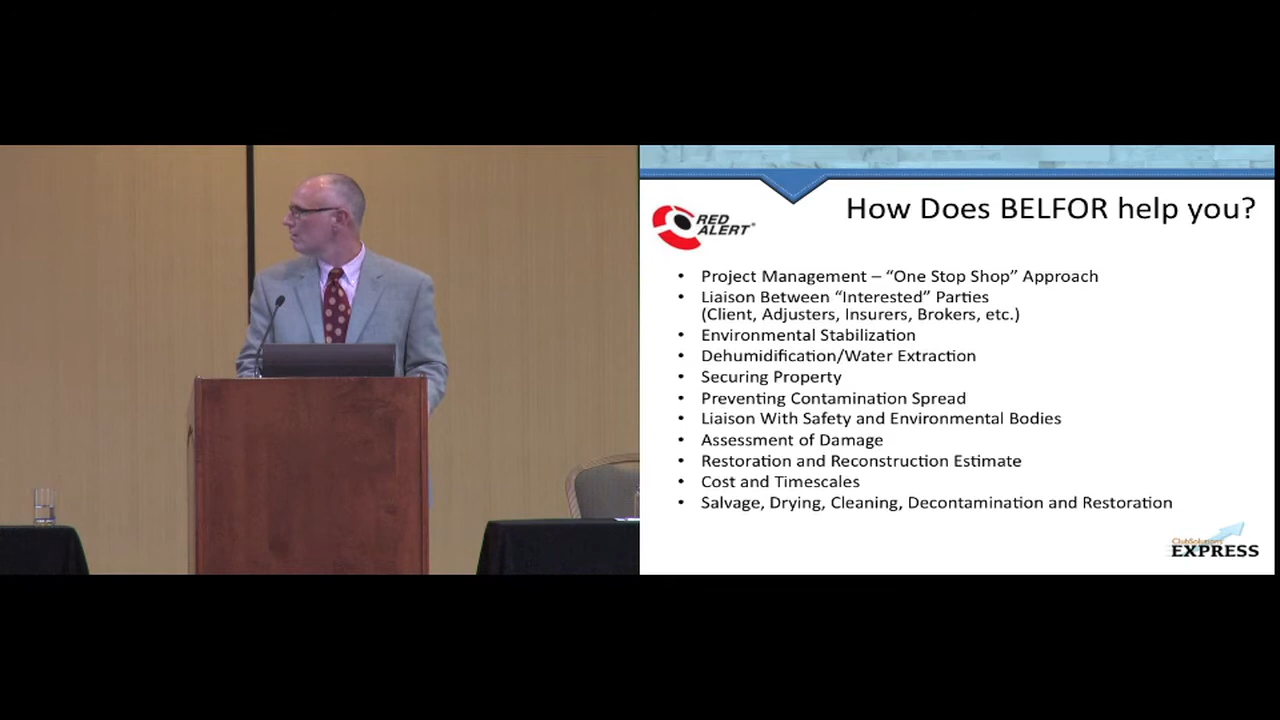 RED
ALERT®
How Does BELFOR help you?
• Project Management – “One Stop Shop” Approach
• Liaison Between “Interested” Parties
(Client, Adjusters, Insurers, Brokers, etc.)
• Environmental Stabilization
• Dehumidification/Water Extraction
• Securing Property
• Preventing Contamination Spread
• Liaison With Safety and Environmental Bodies
• Assessment of Damage
• Restoration and Reconstruction Estimate
• Cost and Timescales
• Salvage, Drying, Cleaning, Decontamination and Restoration
ClubSolutions
EXPRESS